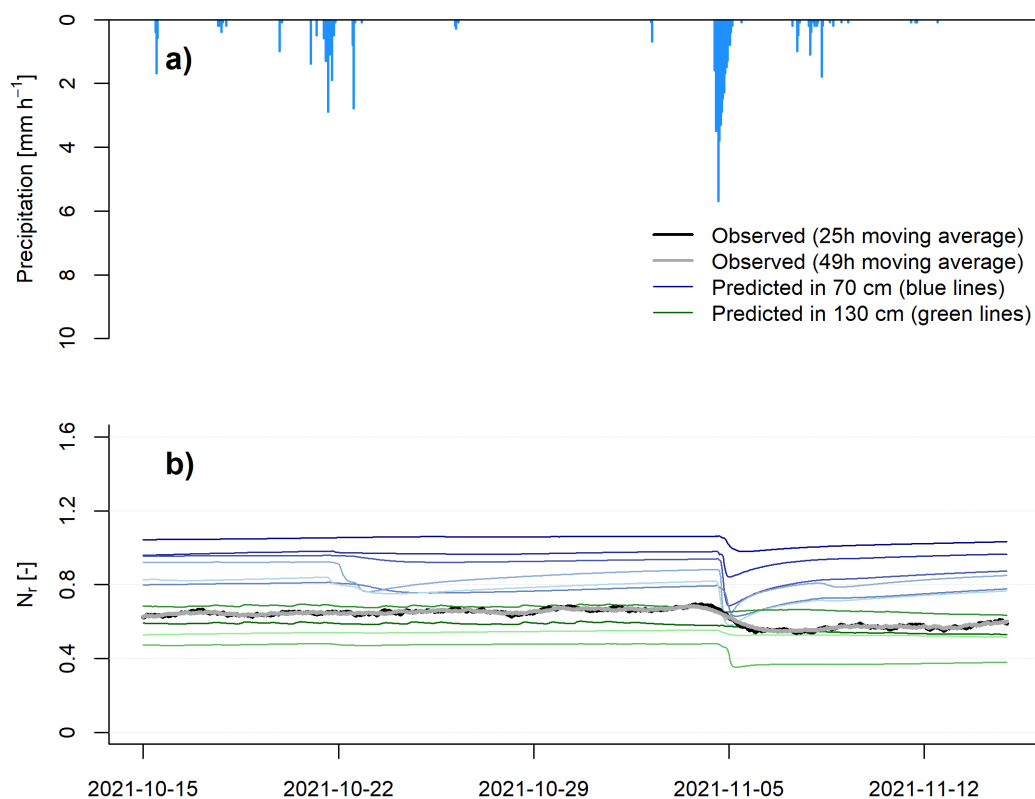 0
2
4
6
8
10
Precipitation [mm h⁻¹]
a)
Observed (25h moving average)
Observed (49h moving average)
Predicted in 70 cm (blue lines)
Predicted in 130 cm (green lines)
1.6
1.2
0.8
0.4
0
Nᵣ [-]
b)
2021-10-15 2021-10-22 2021-10-29 2021-11-05 2021-11-12